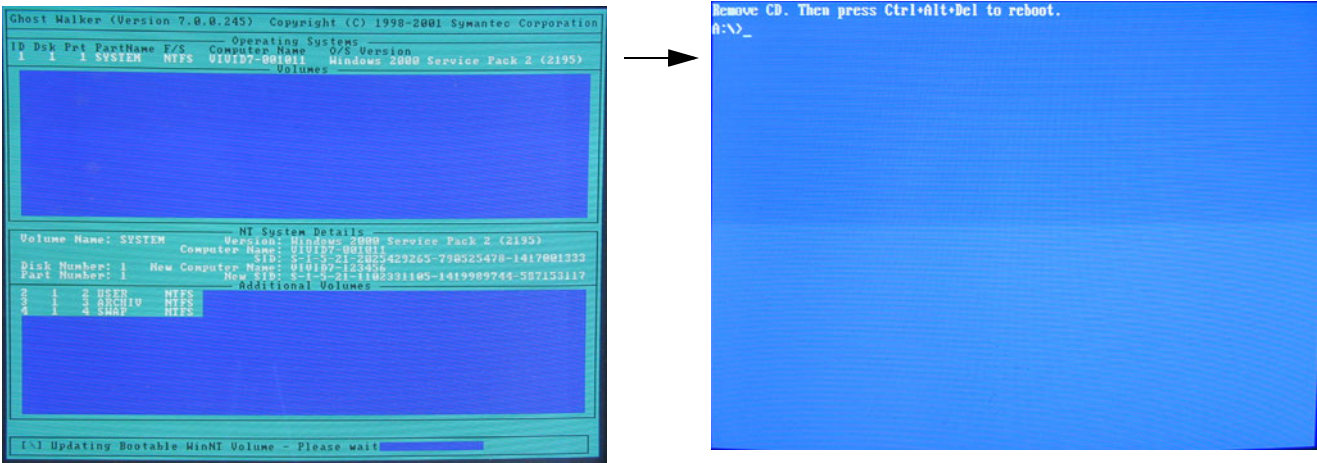 Ghost Walker (Version 7.0.0.245) Copyright (C) 1998-2001 Symantec Corporation
Operating Systems
ID Dsk Prt PartName F/S Computer Name O/S Version
1 1 1 SYSTEM NTFS VIVID7-001011 Windows 2000 Service Pack 2 (2195)
Volumes
NT System Details
Volume Name: SYSTEM Version: Windows 2000 Service Pack 2 (2195)
Computer Name: VIVID7-001011
SID: S-1-5-21-2025429265-790525478-1417001333
Disk Number: 1 New Computer Name: VIVID7-123456
Part Number: 1 New SID: S-1-5-21-1102331105-1419989744-587153117
Additional Volumes
2 1 2 USER NTFS
3 1 3 ARCHIV NTFS
4 1 4 SWAP NTFS
[\] Updating Bootable WinNT Volume - Please wait
Remove CD. Then press Ctrl+Alt+Del to reboot.
A:\>_